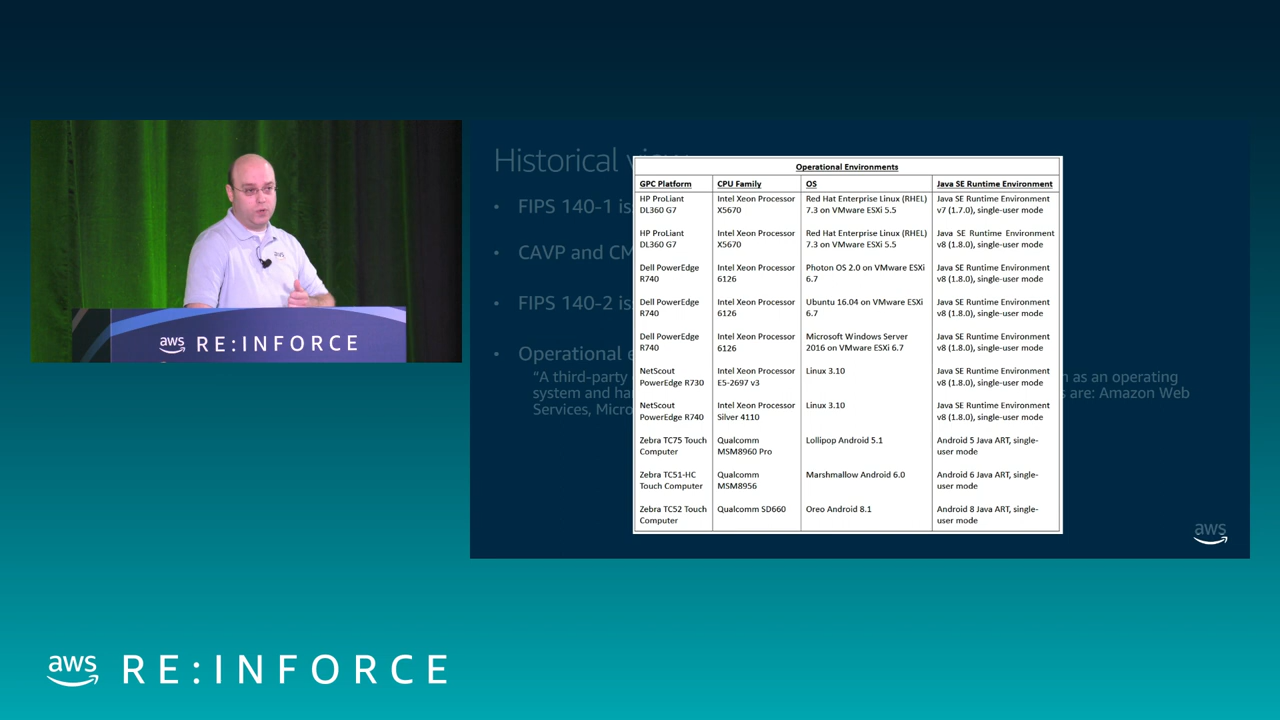 aws RE:INFORCE
aws
Historical
• FIPS 140-1 is
• CAVP and
• FIPS 140-2 is
• Operational
"A third-party
as an operating
system and
are: Amazon Web
Services,
Operational Environments
GPC Platform CPU Family OS Java SE Runtime Environment
HP ProLiant Intel Xeon Processor Red Hat Enterprise Linux (RHEL) Java SE Runtime Environment
DL360 G7 X5670 7.3 on VMware ESXi 5.5 v7 (1.7.0), single-user mode
HP ProLiant Intel Xeon Processor Red Hat Enterprise Linux (RHEL) Java SE Runtime Environment
DL360 G7 X5670 7.3 on VMware ESXi 5.5 v8 (1.8.0), single-user mode
Dell PowerEdge Intel Xeon Processor Photon OS 2.0 on VMware ESXi Java SE Runtime Environment
R740 6126 6.7 v8 (1.8.0), single-user mode
Dell PowerEdge Intel Xeon Processor Ubuntu 16.04 on VMware ESXi Java SE Runtime Environment
R740 6126 6.7 v8 (1.8.0), single-user mode
Dell PowerEdge Intel Xeon Processor Microsoft Windows Server Java SE Runtime Environment
R740 6126 2016 on VMware ESXi 6.7 v8 (1.8.0), single-user mode
NetScout Intel Xeon Processor Linux 3.10 Java SE Runtime Environment
PowerEdge R730 E5-2697 v3 v8 (1.8.0), single-user mode
NetScout Intel Xeon Processor Linux 3.10 Java SE Runtime Environment
PowerEdge R740 Silver 4110 v8 (1.8.0), single-user mode
Zebra TC75 Touch Qualcomm Lollipop Android 5.1 Android 5 Java ART, single-
Computer MSM8960 Pro user mode
Zebra TC51-HC Qualcomm Marshmallow Android 6.0 Android 6 Java ART, single-
Touch Computer MSM8956 user mode
Zebra TC52 Touch Qualcomm SD660 Oreo Android 8.1 Android 8 Java ART, single-
Computer user mode
aws
aws RE:INFORCE